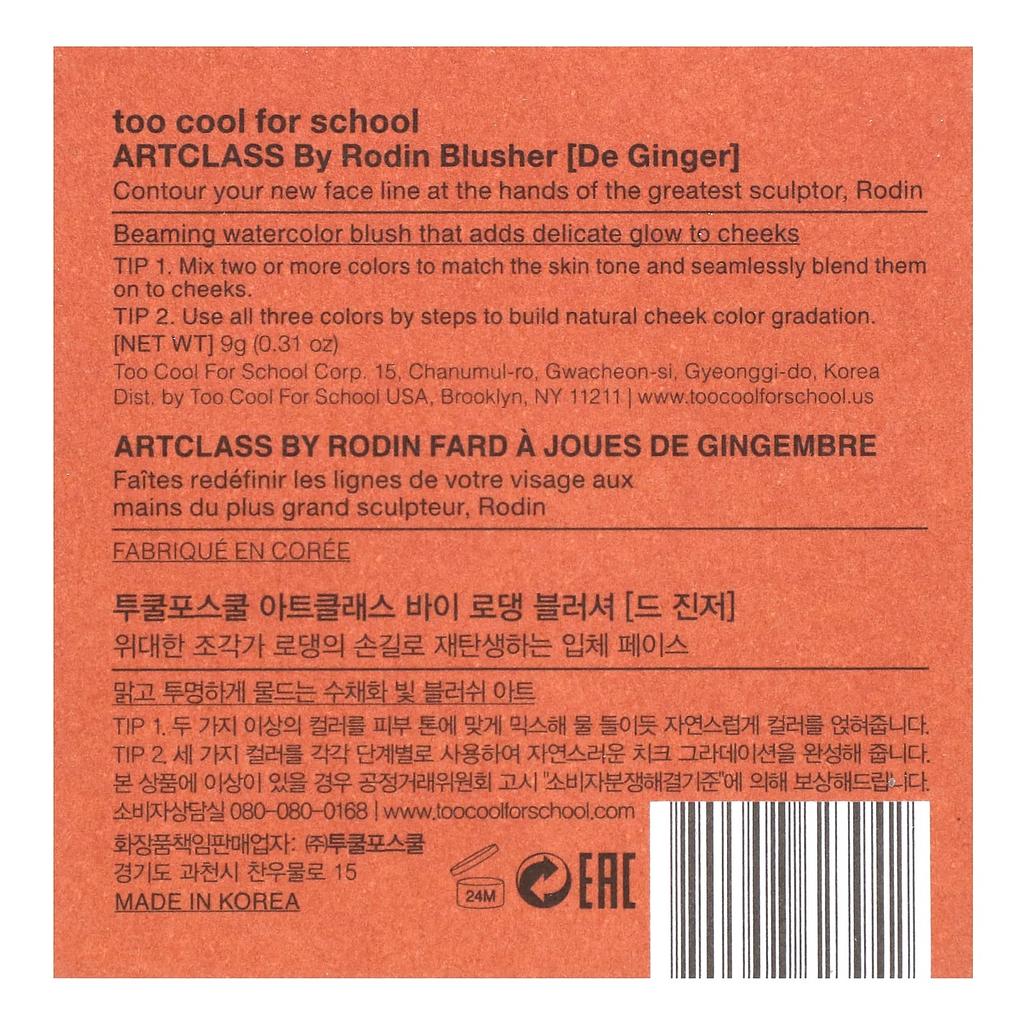 too cool for school
ARTCLASS By Rodin Blusher [De Ginger]
Contour your new face line at the hands of the greatest sculptor, Rodin
Beaming watercolor blush that adds delicate glow to cheeks
TIP 1. Mix two or more colors to match the skin tone and seamlessly blend them
on to cheeks.
TIP 2. Use all three colors by steps to build natural cheek color gradation.
[NET WT] 9g (0.31 oz)
Too Cool For School Corp. 15, Chanumul-ro, Gwacheon-si, Gyeonggi-do, Korea
Dist. by Too Cool For School USA, Brooklyn, NY 11211 | www.toocoolforschool.us
ARTCLASS BY RODIN FARD À JOUES DE GINGEMBRE
Faîtes redéfinir les lignes de votre visage aux
mains du plus grand sculpteur, Rodin
FABRIQUÉ EN CORÉE
투쿨포스쿨 아트클래스 바이 로댕 블러셔 [드 진저]
위대한 조각가 로댕의 손길로 재탄생하는 입체 페이스
맑고 투명하게 물드는 수채화 빛 블러쉬 아트
TIP 1. 두 가지 이상의 컬러를 피부 톤에 맞게 믹스해 물 들이듯 자연스럽게 컬러를 얹혀줍니다.
TIP 2. 세 가지 컬러를 각각 단계별로 사용하여 자연스러운 치크 그라데이션을 완성해 줍니다.
본 상품에 이상이 있을 경우 공정거래위원회 고시 "소비자분쟁해결기준"에 의해 보상해드립니다.
소비자상담실 080-080-0168 | www.toocoolforschool.com
화장품책임판매업자: ㈜투쿨포스쿨
경기도 과천시 찬우물로 15
MADE IN KOREA
24M
EAC